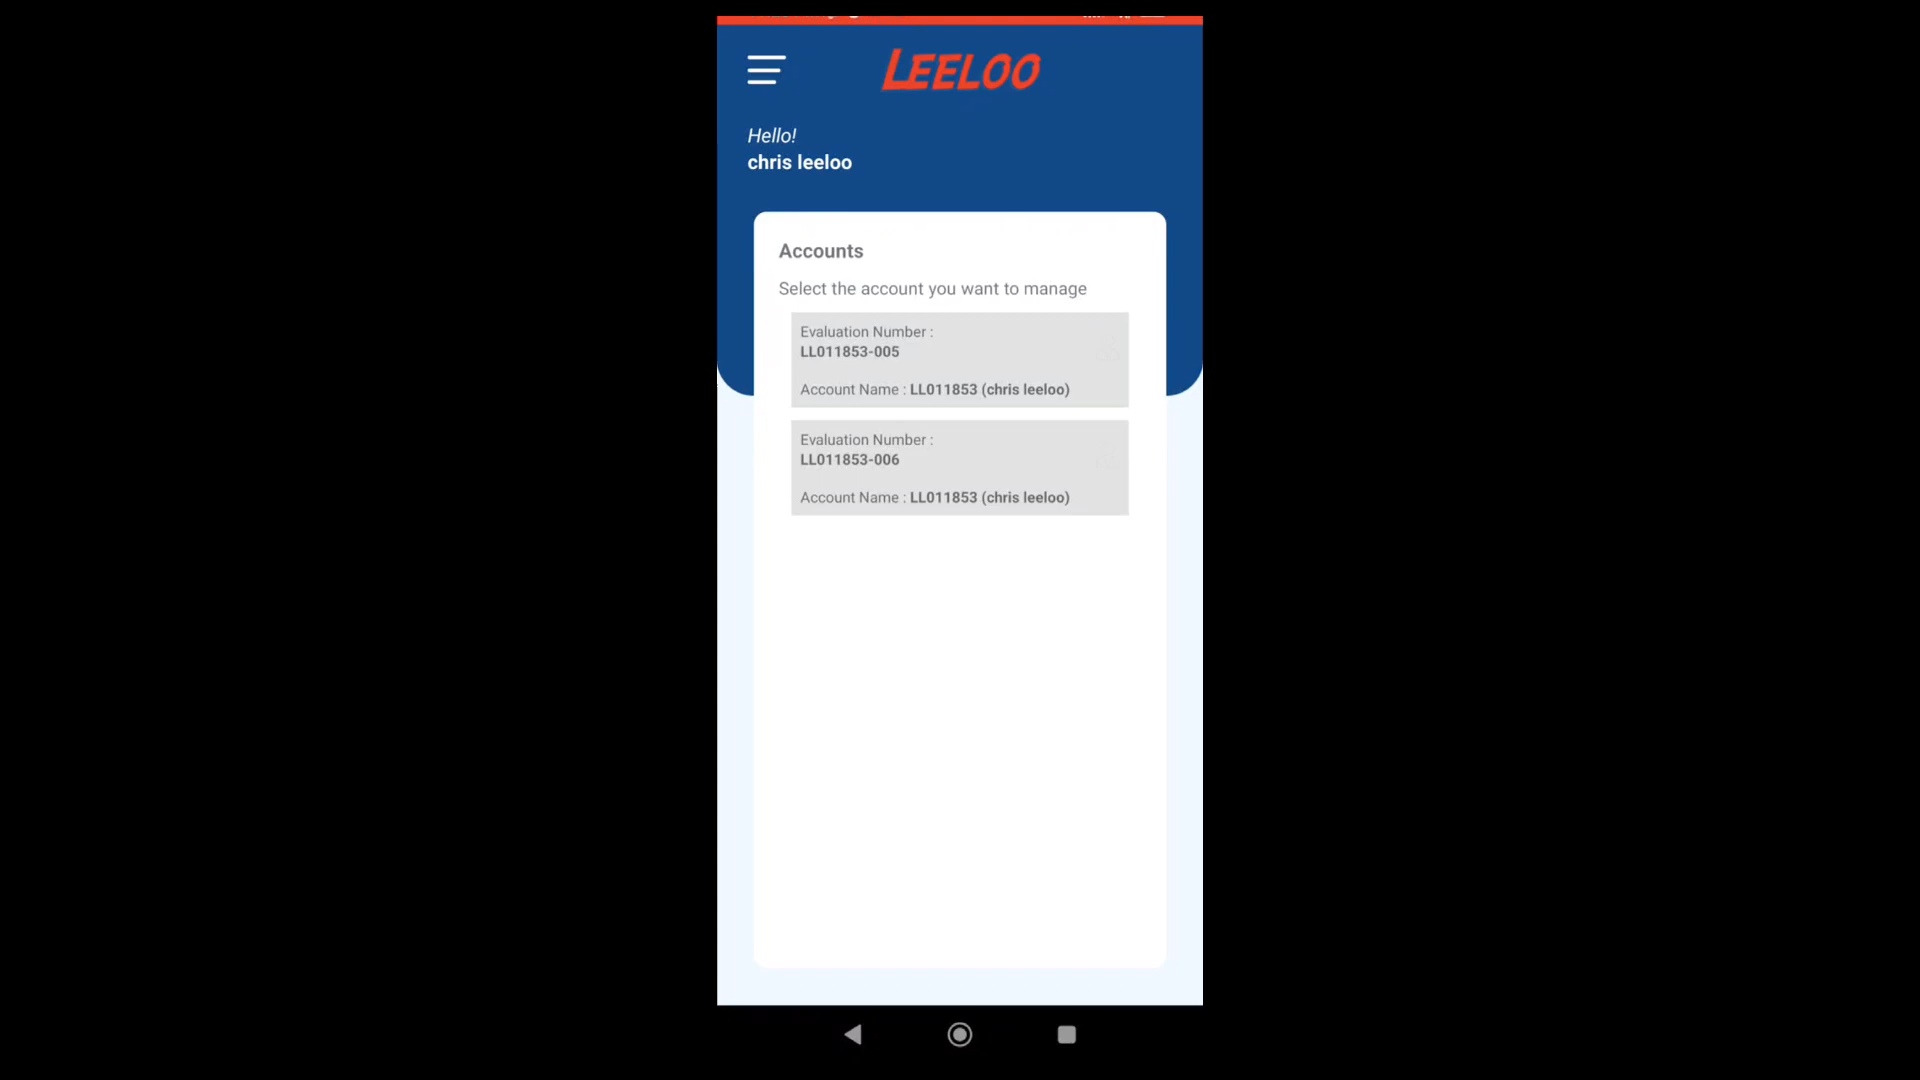 LEELOO
Hello!
chris leeloo
Accounts
Select the account you want to manage
Evaluation Number :
LL011853-005
Account Name : LL011853 (chris leeloo)
Evaluation Number :
LL011853-006
Account Name : LL011853 (chris leeloo)